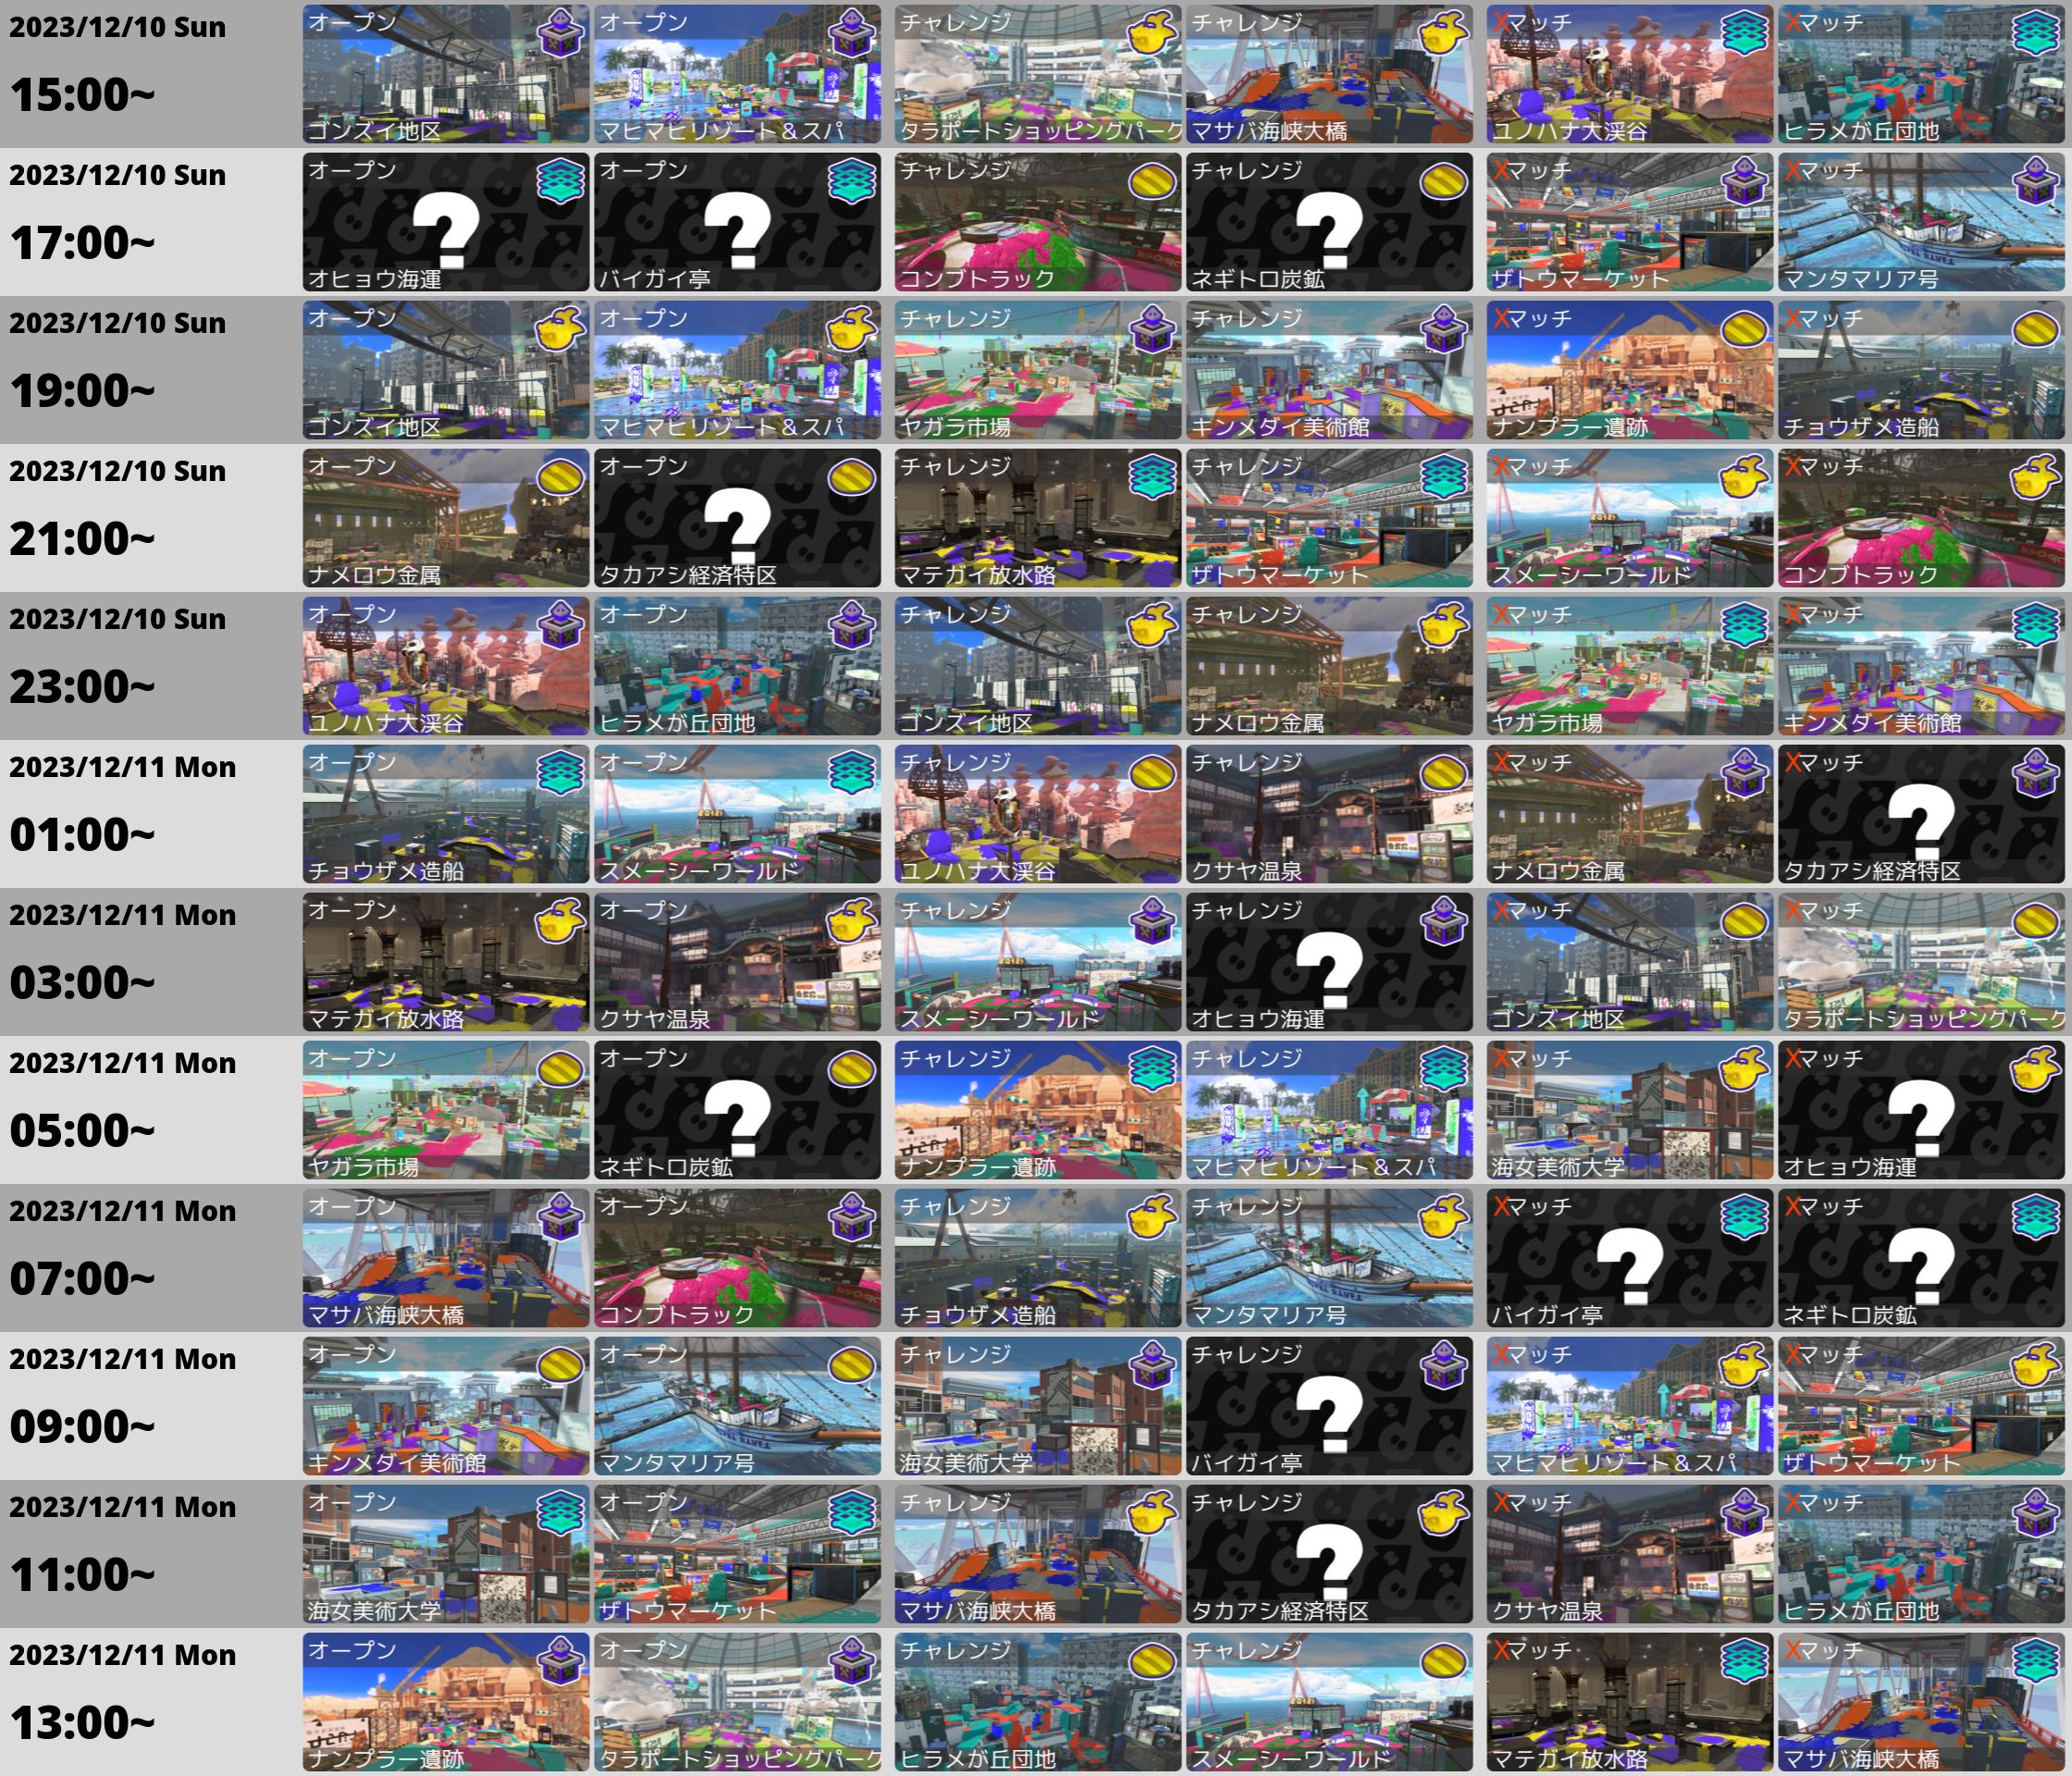 2023/12/10 Sun
15:00~
オープン
ゴンズイ地区
オープン
マヒマヒリゾート＆スパ
チャレンジ
タラポートショッピングパーク
チャレンジ
マサバ海峡大橋
Xマッチ
ユノハナ大渓谷
Xマッチ
ヒラメが丘団地
2023/12/10 Sun
17:00~
オープン
?
オヒョウ海運
オープン
?
バイガイ亭
チャレンジ
コンブトラック
チャレンジ
?
ネギトロ炭鉱
Xマッチ
ザトウマーケット
Xマッチ
マンタマリア号
2023/12/10 Sun
19:00~
オープン
ゴンズイ地区
オープン
マヒマヒリゾート＆スパ
チャレンジ
ヤガラ市場
チャレンジ
キンメダイ美術館
Xマッチ
ナンプラー遺跡
Xマッチ
チョウザメ造船
2023/12/10 Sun
21:00~
オープン
ナメロウ金属
オープン
?
タカアシ経済特区
チャレンジ
マテガイ放水路
チャレンジ
ザトウマーケット
Xマッチ
スメーシーワールド
Xマッチ
コンブトラック
2023/12/10 Sun
23:00~
オープン
ユノハナ大渓谷
オープン
ヒラメが丘団地
チャレンジ
ゴンズイ地区
チャレンジ
ナメロウ金属
Xマッチ
ヤガラ市場
Xマッチ
キンメダイ美術館
2023/12/11 Mon
01:00~
オープン
チョウザメ造船
オープン
スメーシーワールド
チャレンジ
ユノハナ大渓谷
チャレンジ
クサヤ温泉
Xマッチ
ナメロウ金属
Xマッチ
?
タカアシ経済特区
2023/12/11 Mon
03:00~
オープン
マテガイ放水路
オープン
クサヤ温泉
チャレンジ
スメーシーワールド
チャレンジ
?
オヒョウ海運
Xマッチ
ゴンズイ地区
Xマッチ
タラポートショッピングパーク
2023/12/11 Mon
05:00~
オープン
ヤガラ市場
オープン
?
ネギトロ炭鉱
チャレンジ
ナンプラー遺跡
チャレンジ
マヒマヒリゾート＆スパ
Xマッチ
海女美術大学
Xマッチ
?
オヒョウ海運
2023/12/11 Mon
07:00~
オープン
マサバ海峡大橋
オープン
コンブトラック
チャレンジ
チョウザメ造船
チャレンジ
マンタマリア号
Xマッチ
?
バイガイ亭
Xマッチ
?
ネギトロ炭鉱
2023/12/11 Mon
09:00~
オープン
キンメダイ美術館
オープン
マンタマリア号
チャレンジ
海女美術大学
チャレンジ
?
バイガイ亭
Xマッチ
マヒマヒリゾート＆スパ
Xマッチ
ザトウマーケット
2023/12/11 Mon
11:00~
オープン
海女美術大学
オープン
ザトウマーケット
チャレンジ
マサバ海峡大橋
チャレンジ
?
タカアシ経済特区
Xマッチ
クサヤ温泉
Xマッチ
ヒラメが丘団地
2023/12/11 Mon
13:00~
オープン
ナンプラー遺跡
オープン
タラポートショッピングパーク
チャレンジ
ヒラメが丘団地
チャレンジ
スメーシーワールド
Xマッチ
マテガイ放水路
Xマッチ
マサバ海峡大橋